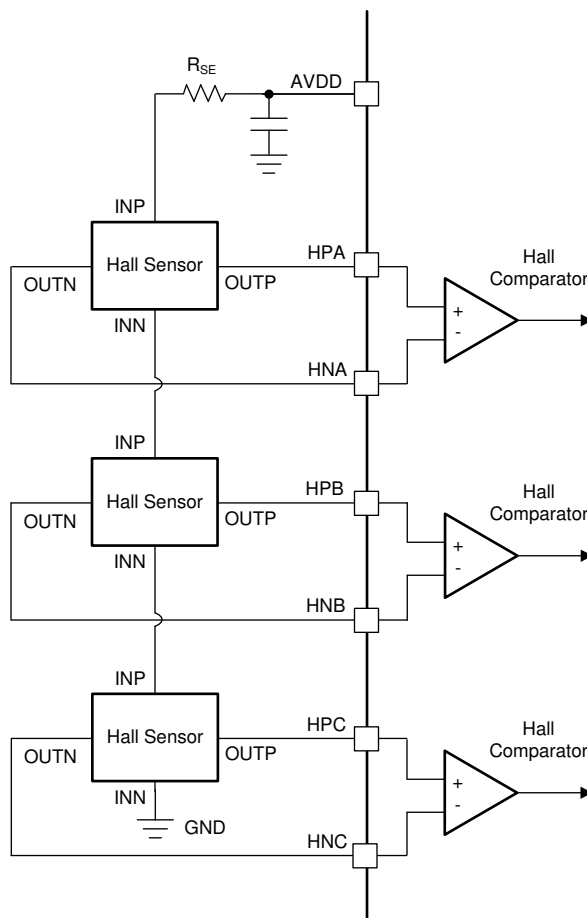 RSE
AVDD
INP
Hall Sensor
OUTN
OUTP
INN
HPA
HNA
Hall
Comparator
+
-
INP
Hall Sensor
OUTN
OUTP
INN
HPB
HNB
Hall
Comparator
+
-
INP
Hall Sensor
OUTN
OUTP
INN
GND
HPC
HNC
Hall
Comparator
+
-